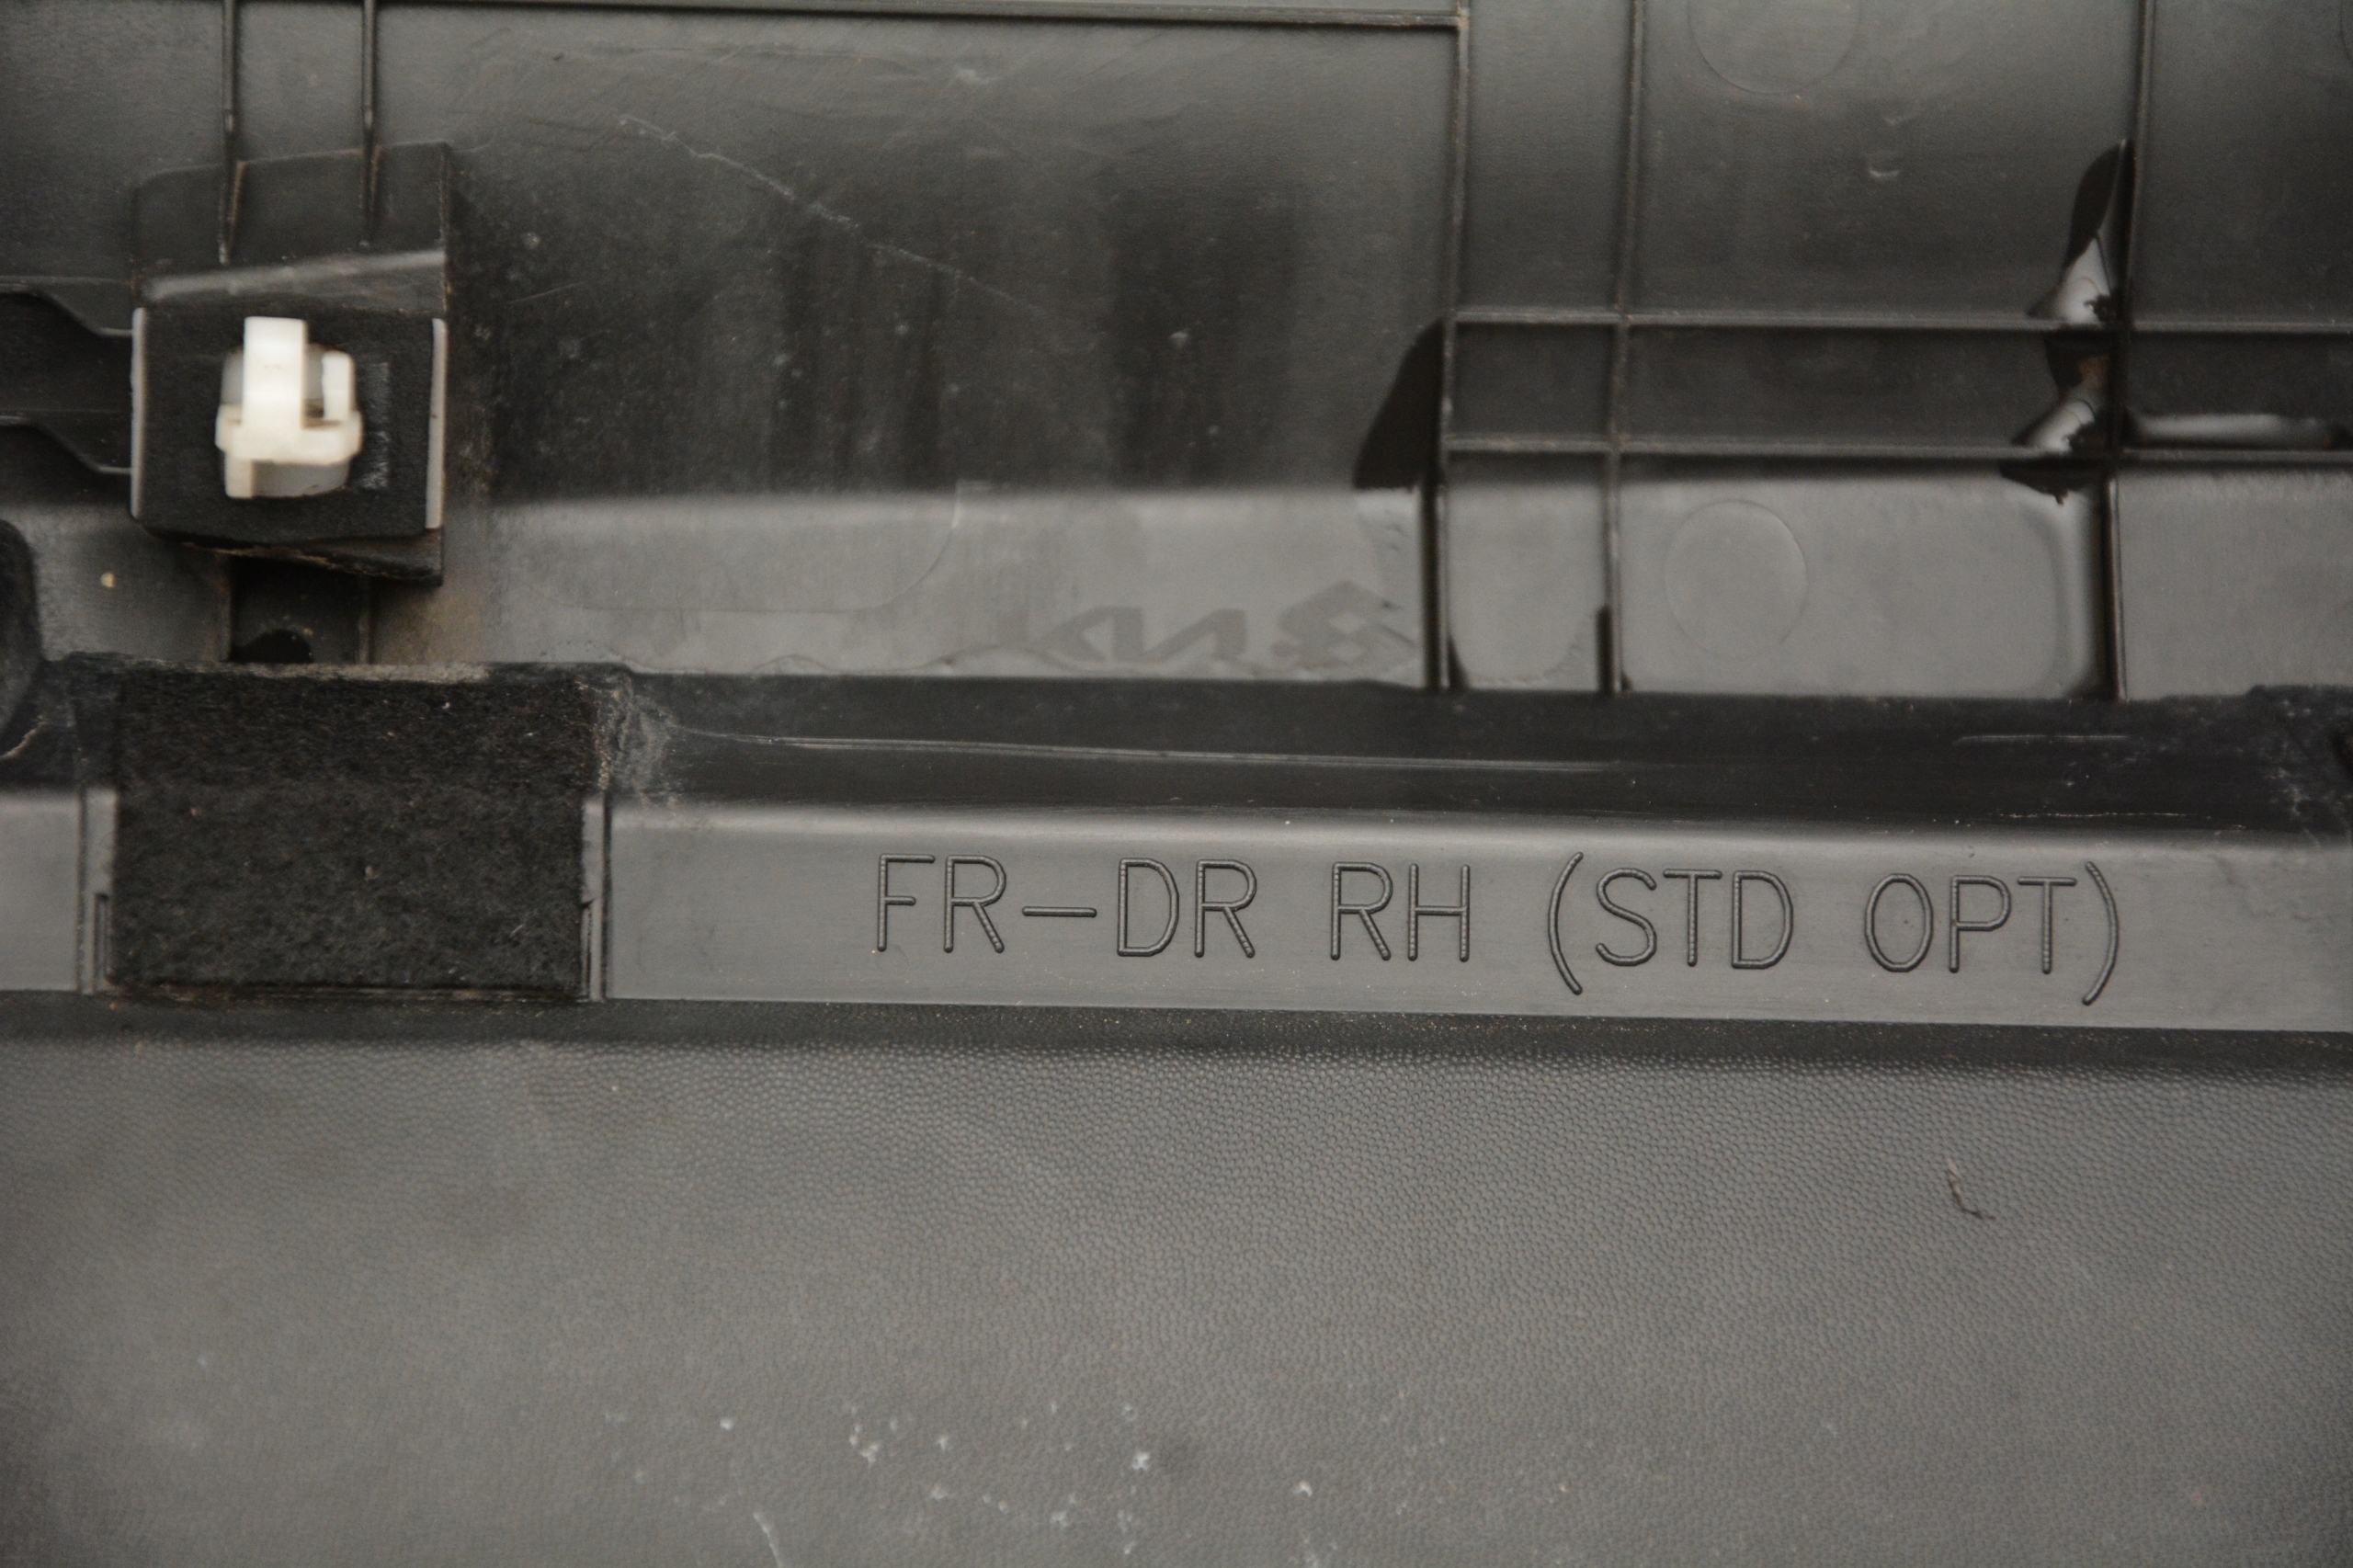 FR-DR RH (STD OPT)